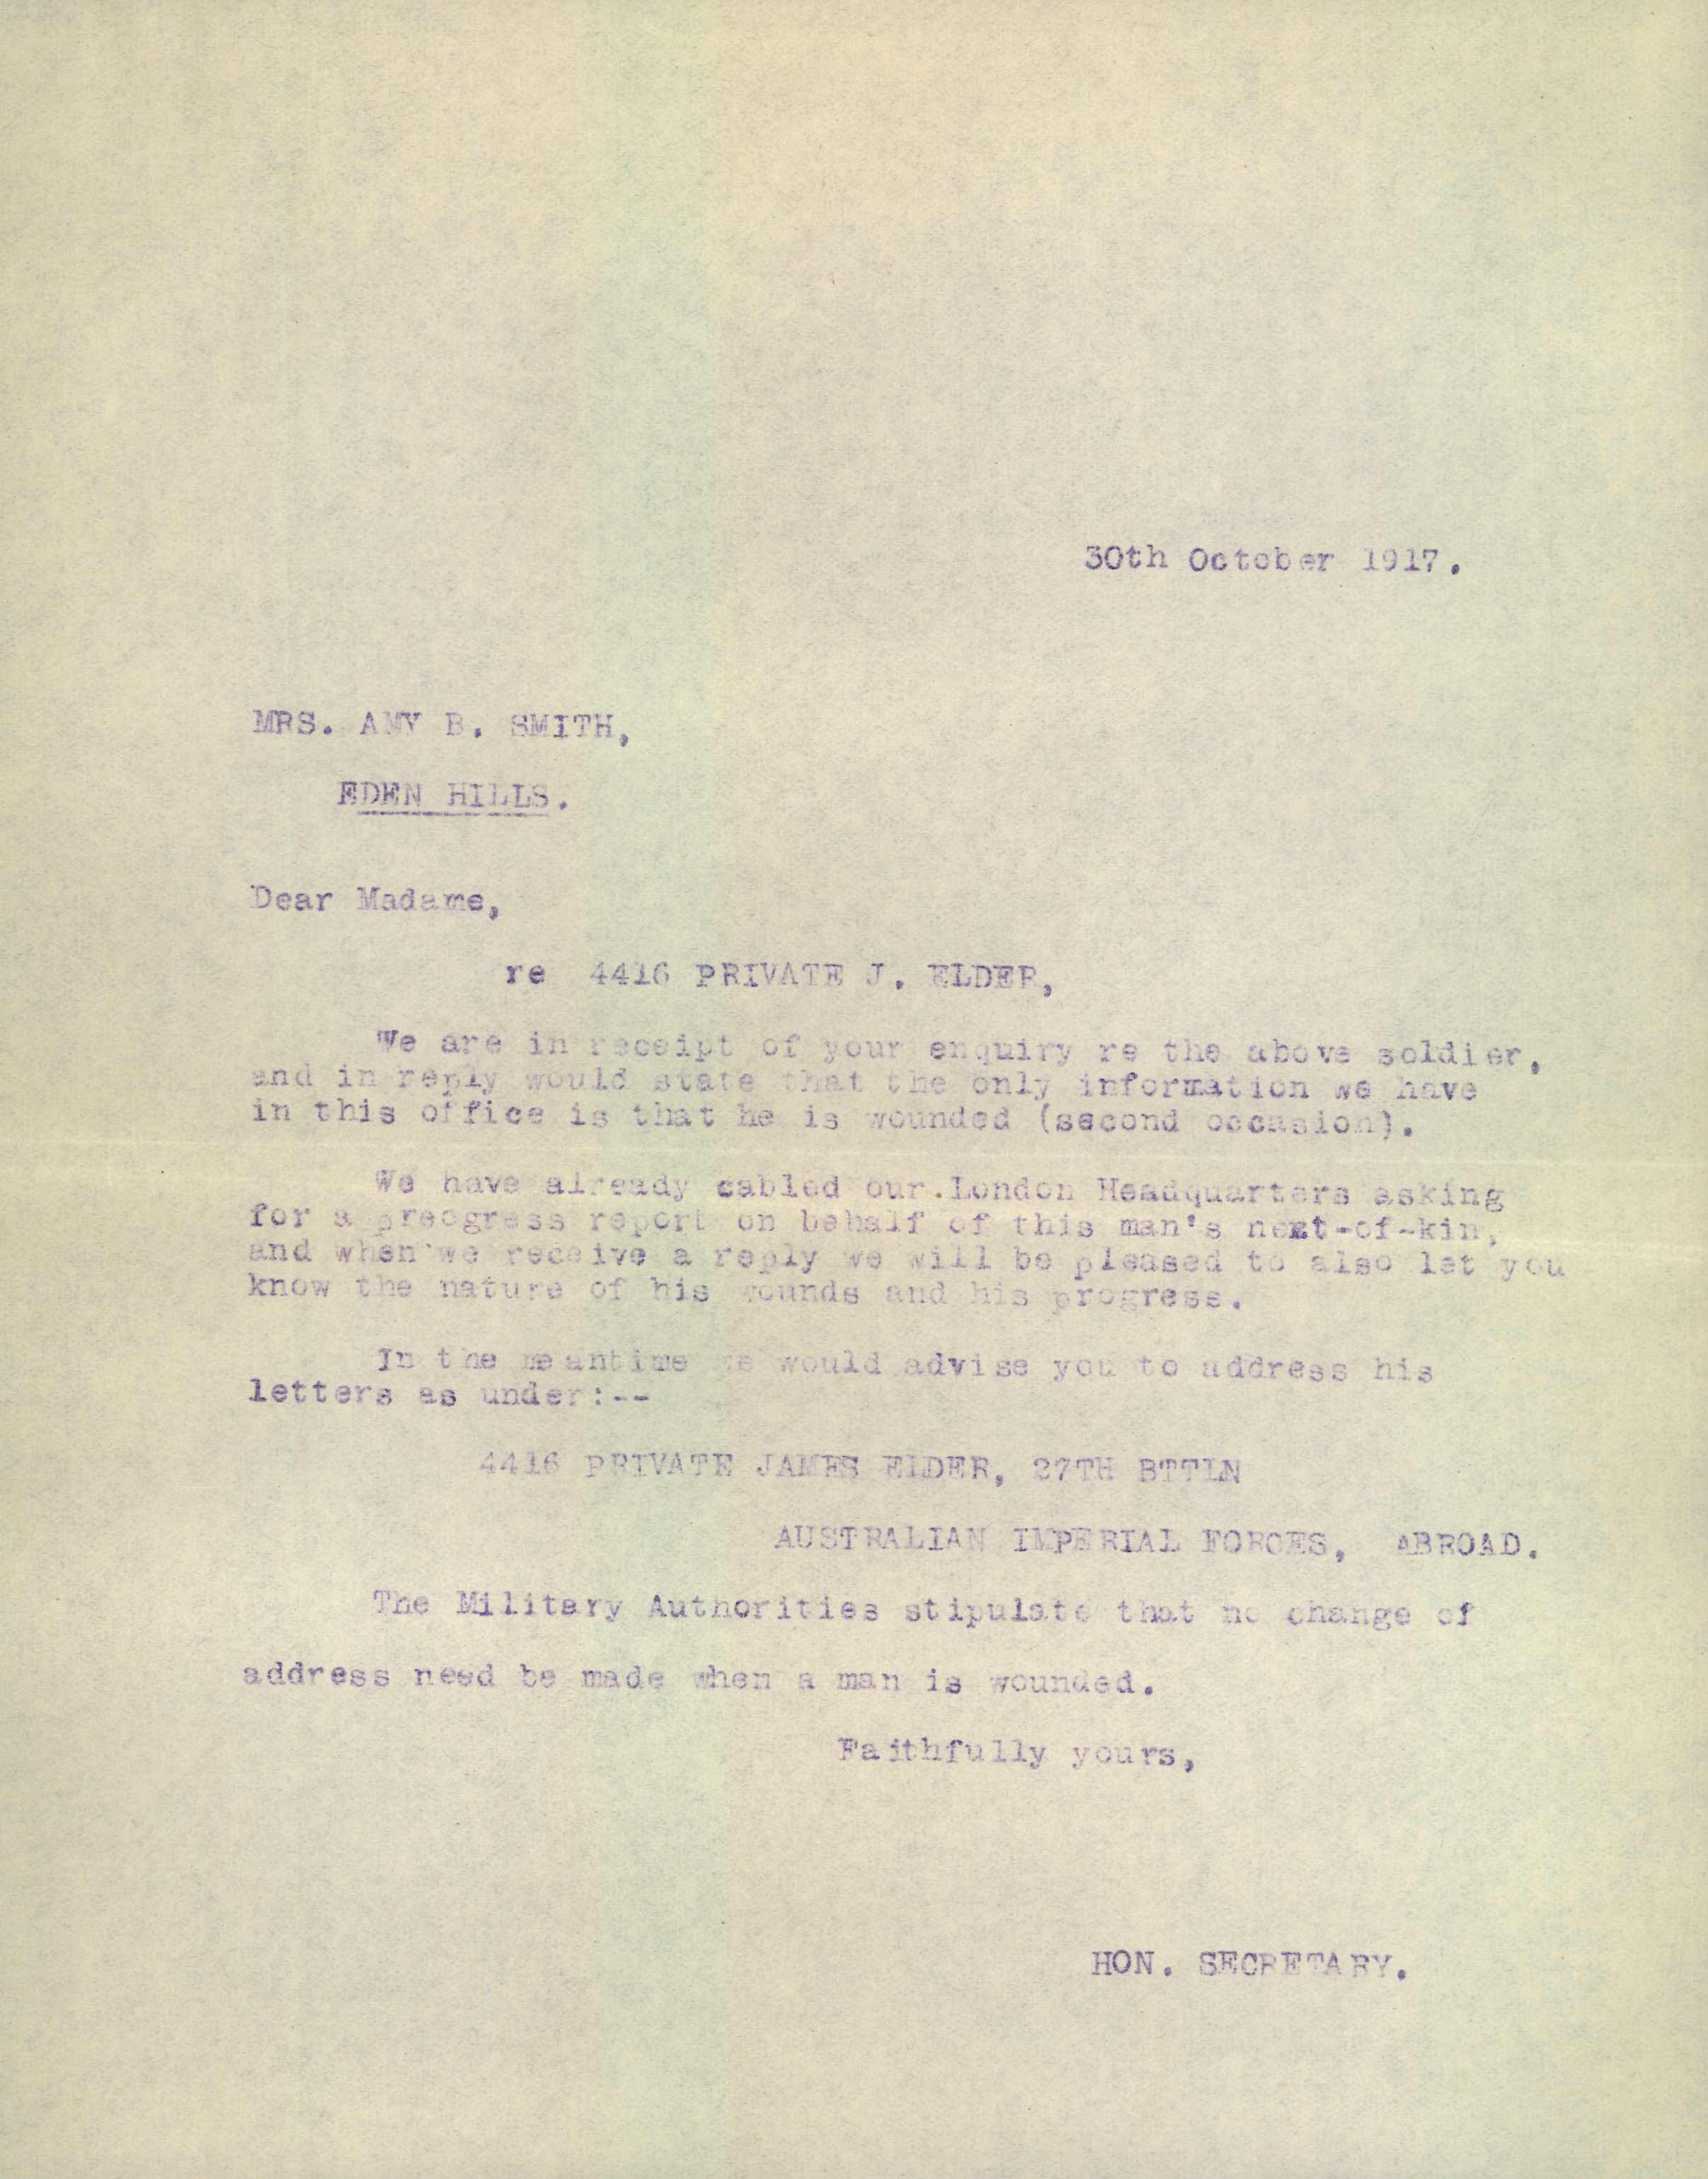 30th October 1917.
MRS. AMY B. SMITH,
EDEN HILLS.
Dear Madame,
re 4416 PRIVATE J. ELDER,
We are in receipt of your enquiry re the above soldier,
and in reply would state that the only information we have
in this office is that he is wounded (second occasion).
We have already cabled our.London Headquarters asking
for a preogress report on behalf of this man's next-of-kin,
and when we receive a reply we will be pleased to also let you
know the nature of his wounds and his progress.
In the meantime we would advise you to address his
letters as under:--
4416 PRIVATE JAMES ELDER, 27TH BTTLN
AUSTRALIAN IMPERIAL FORCES, ABROAD.
The Military Authorities stipulate that no change of
address need be made when a man is wounded.
Faithfully yours,
HON. SECRETARY.